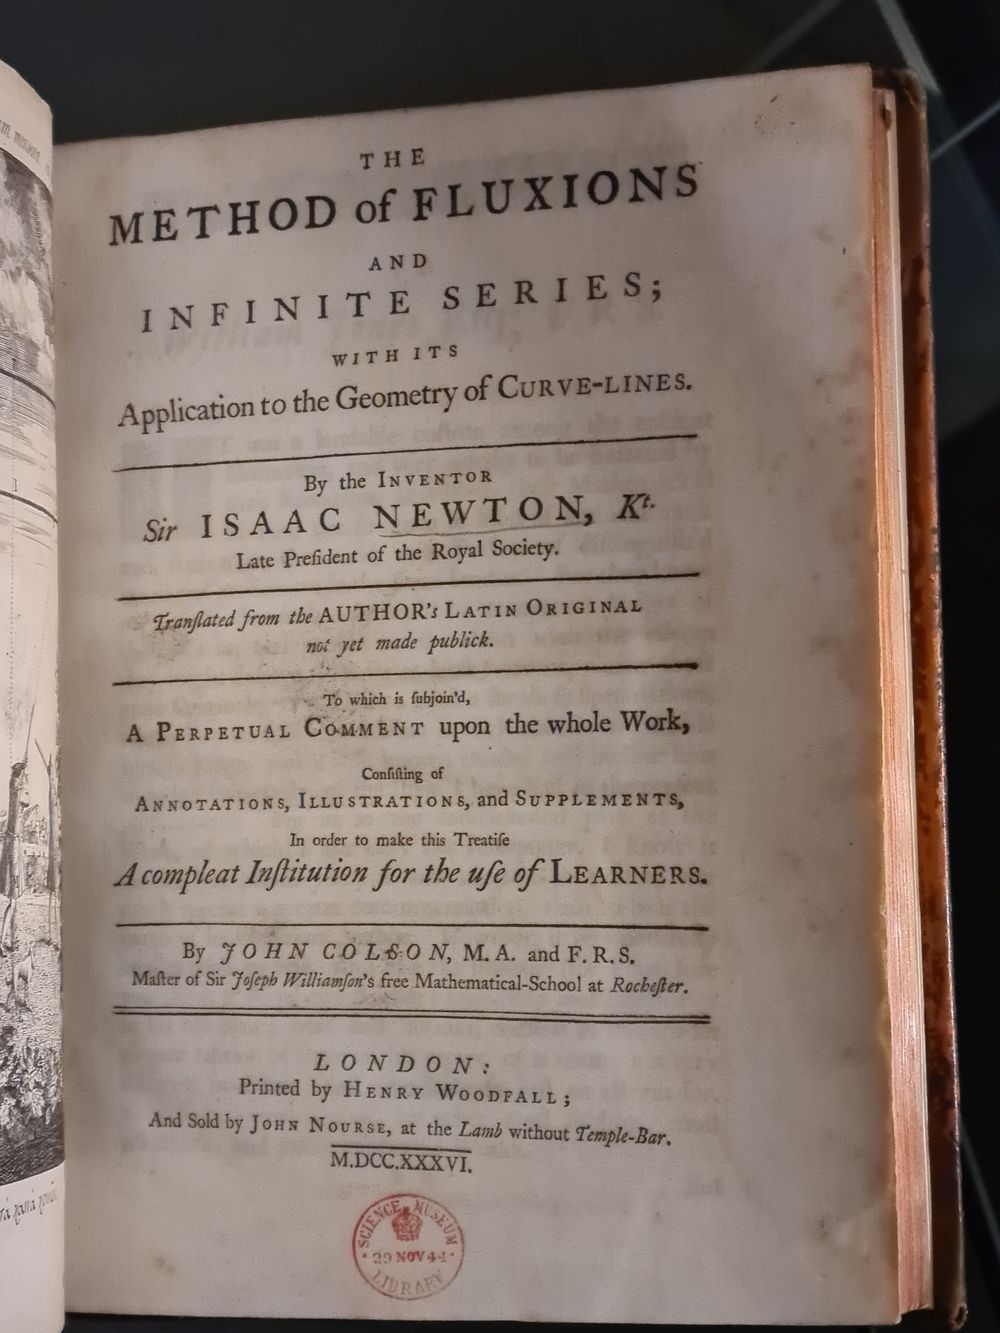 THE
METHOD of FLUXIONS
AND
INFINITE SERIES;
WITH ITS
Application to the Geometry of CURVE-LINES.
By the INVENTOR
Sir ISAAC NEWTON, Kt.
Late Preſident of the Royal Society.
Tranſlated from the AUTHOR's LATIN ORIGINAL
not yet made publick.
To which is ſubjoin'd,
A PERPETUAL COMMENT upon the whole Work,
Conſiſting of
ANNOTATIONS, ILLUSTRATIONS, and SUPPLEMENTS,
In order to make this Treatiſe
A compleat Inſtitution for the uſe of LEARNERS.
By JOHN COLSON, M.A. and F.R.S.
Maſter of Sir Joſeph Williamſon's free Mathematical-School at Rocheſter.
LONDON:
Printed by HENRY WOODFALL;
And Sold by JOHN NOURSE, at the Lamb without Temple-Bar.
M.DCC.XXXVI.
SCIENCE MUSEUM
29 NOV 44
LIBRARY